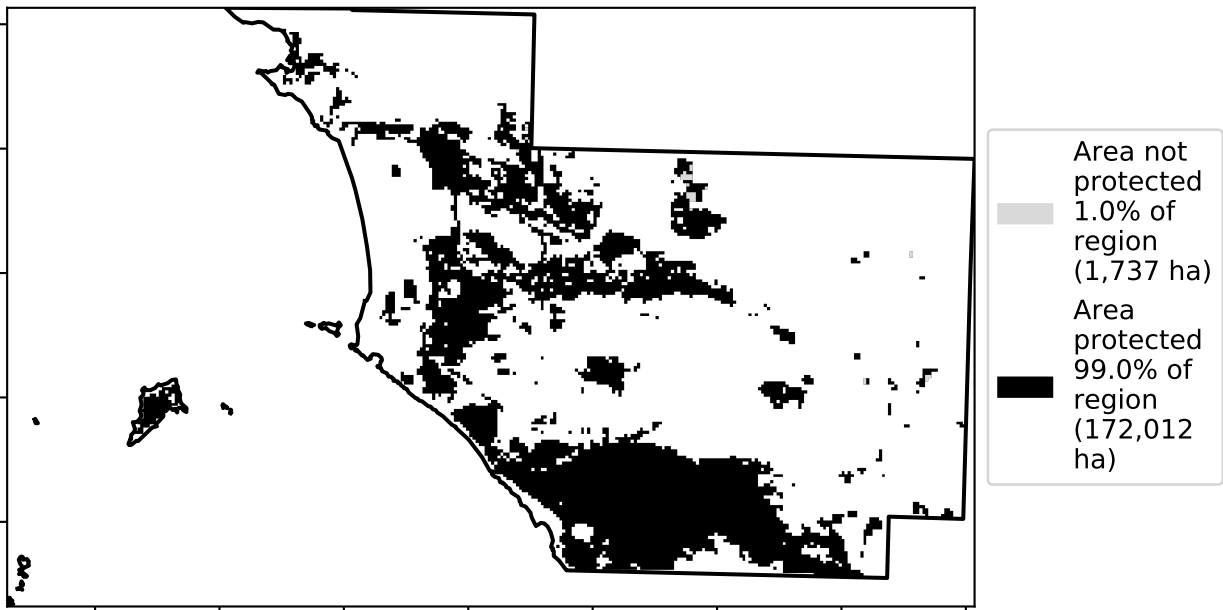 Area not
protected
1.0% of
region
(1,737 ha)
Area
protected
99.0% of
region
(172,012
ha)